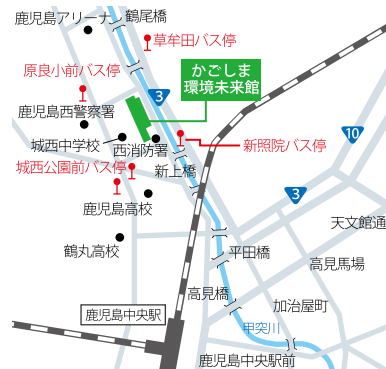 鹿児島アリーナ
鶴尾橋
草牟田バス停
原良小前バス停
かごしま
環境未来館
3
鹿児島西警察署
10
城西中学校
西消防署
新照院バス停
城西公園前バス停
新上橋
3
鹿児島高校
天文館通
鶴丸高校
平田橋
高見馬場
高見橋
加治屋町
鹿児島中央駅
甲突川
鹿児島中央駅前